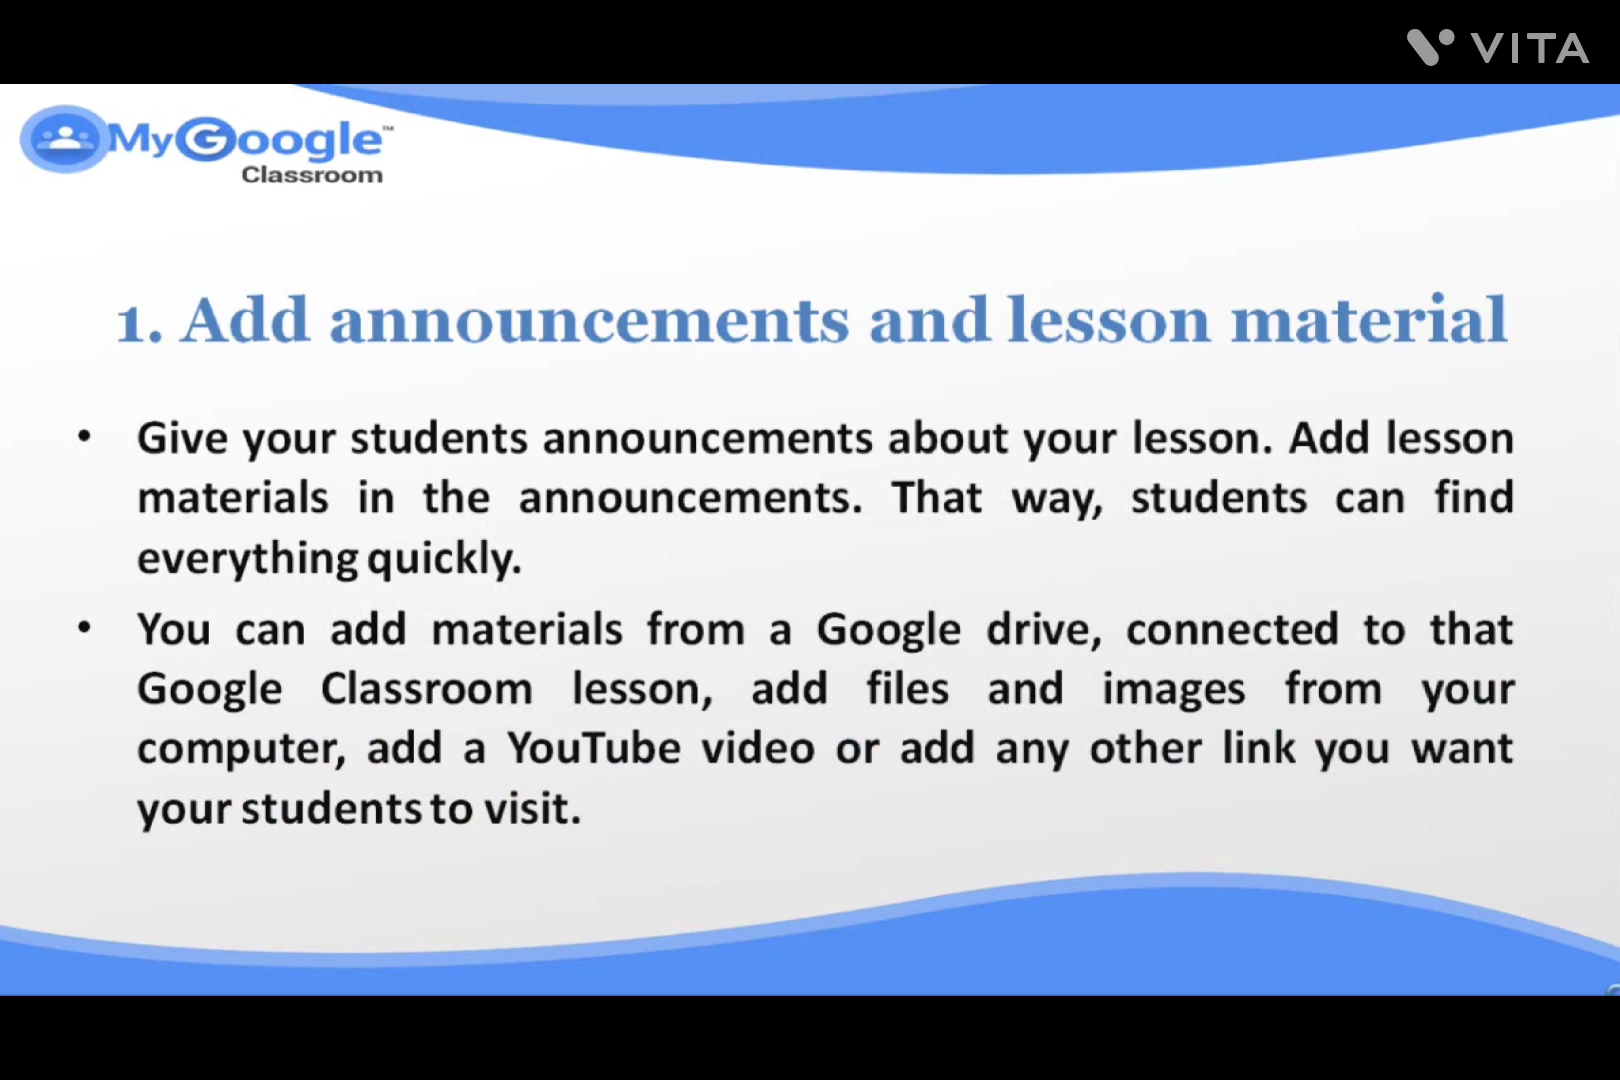 VITA
MyGoogle™
Classroom
1. Add announcements and lesson material
• Give your students announcements about your lesson. Add lesson
materials in the announcements. That way, students can find
everything quickly.
• You can add materials from a Google drive, connected to that
Google Classroom lesson, add files and images from your
computer, add a YouTube video or add any other link you want
your students to visit.